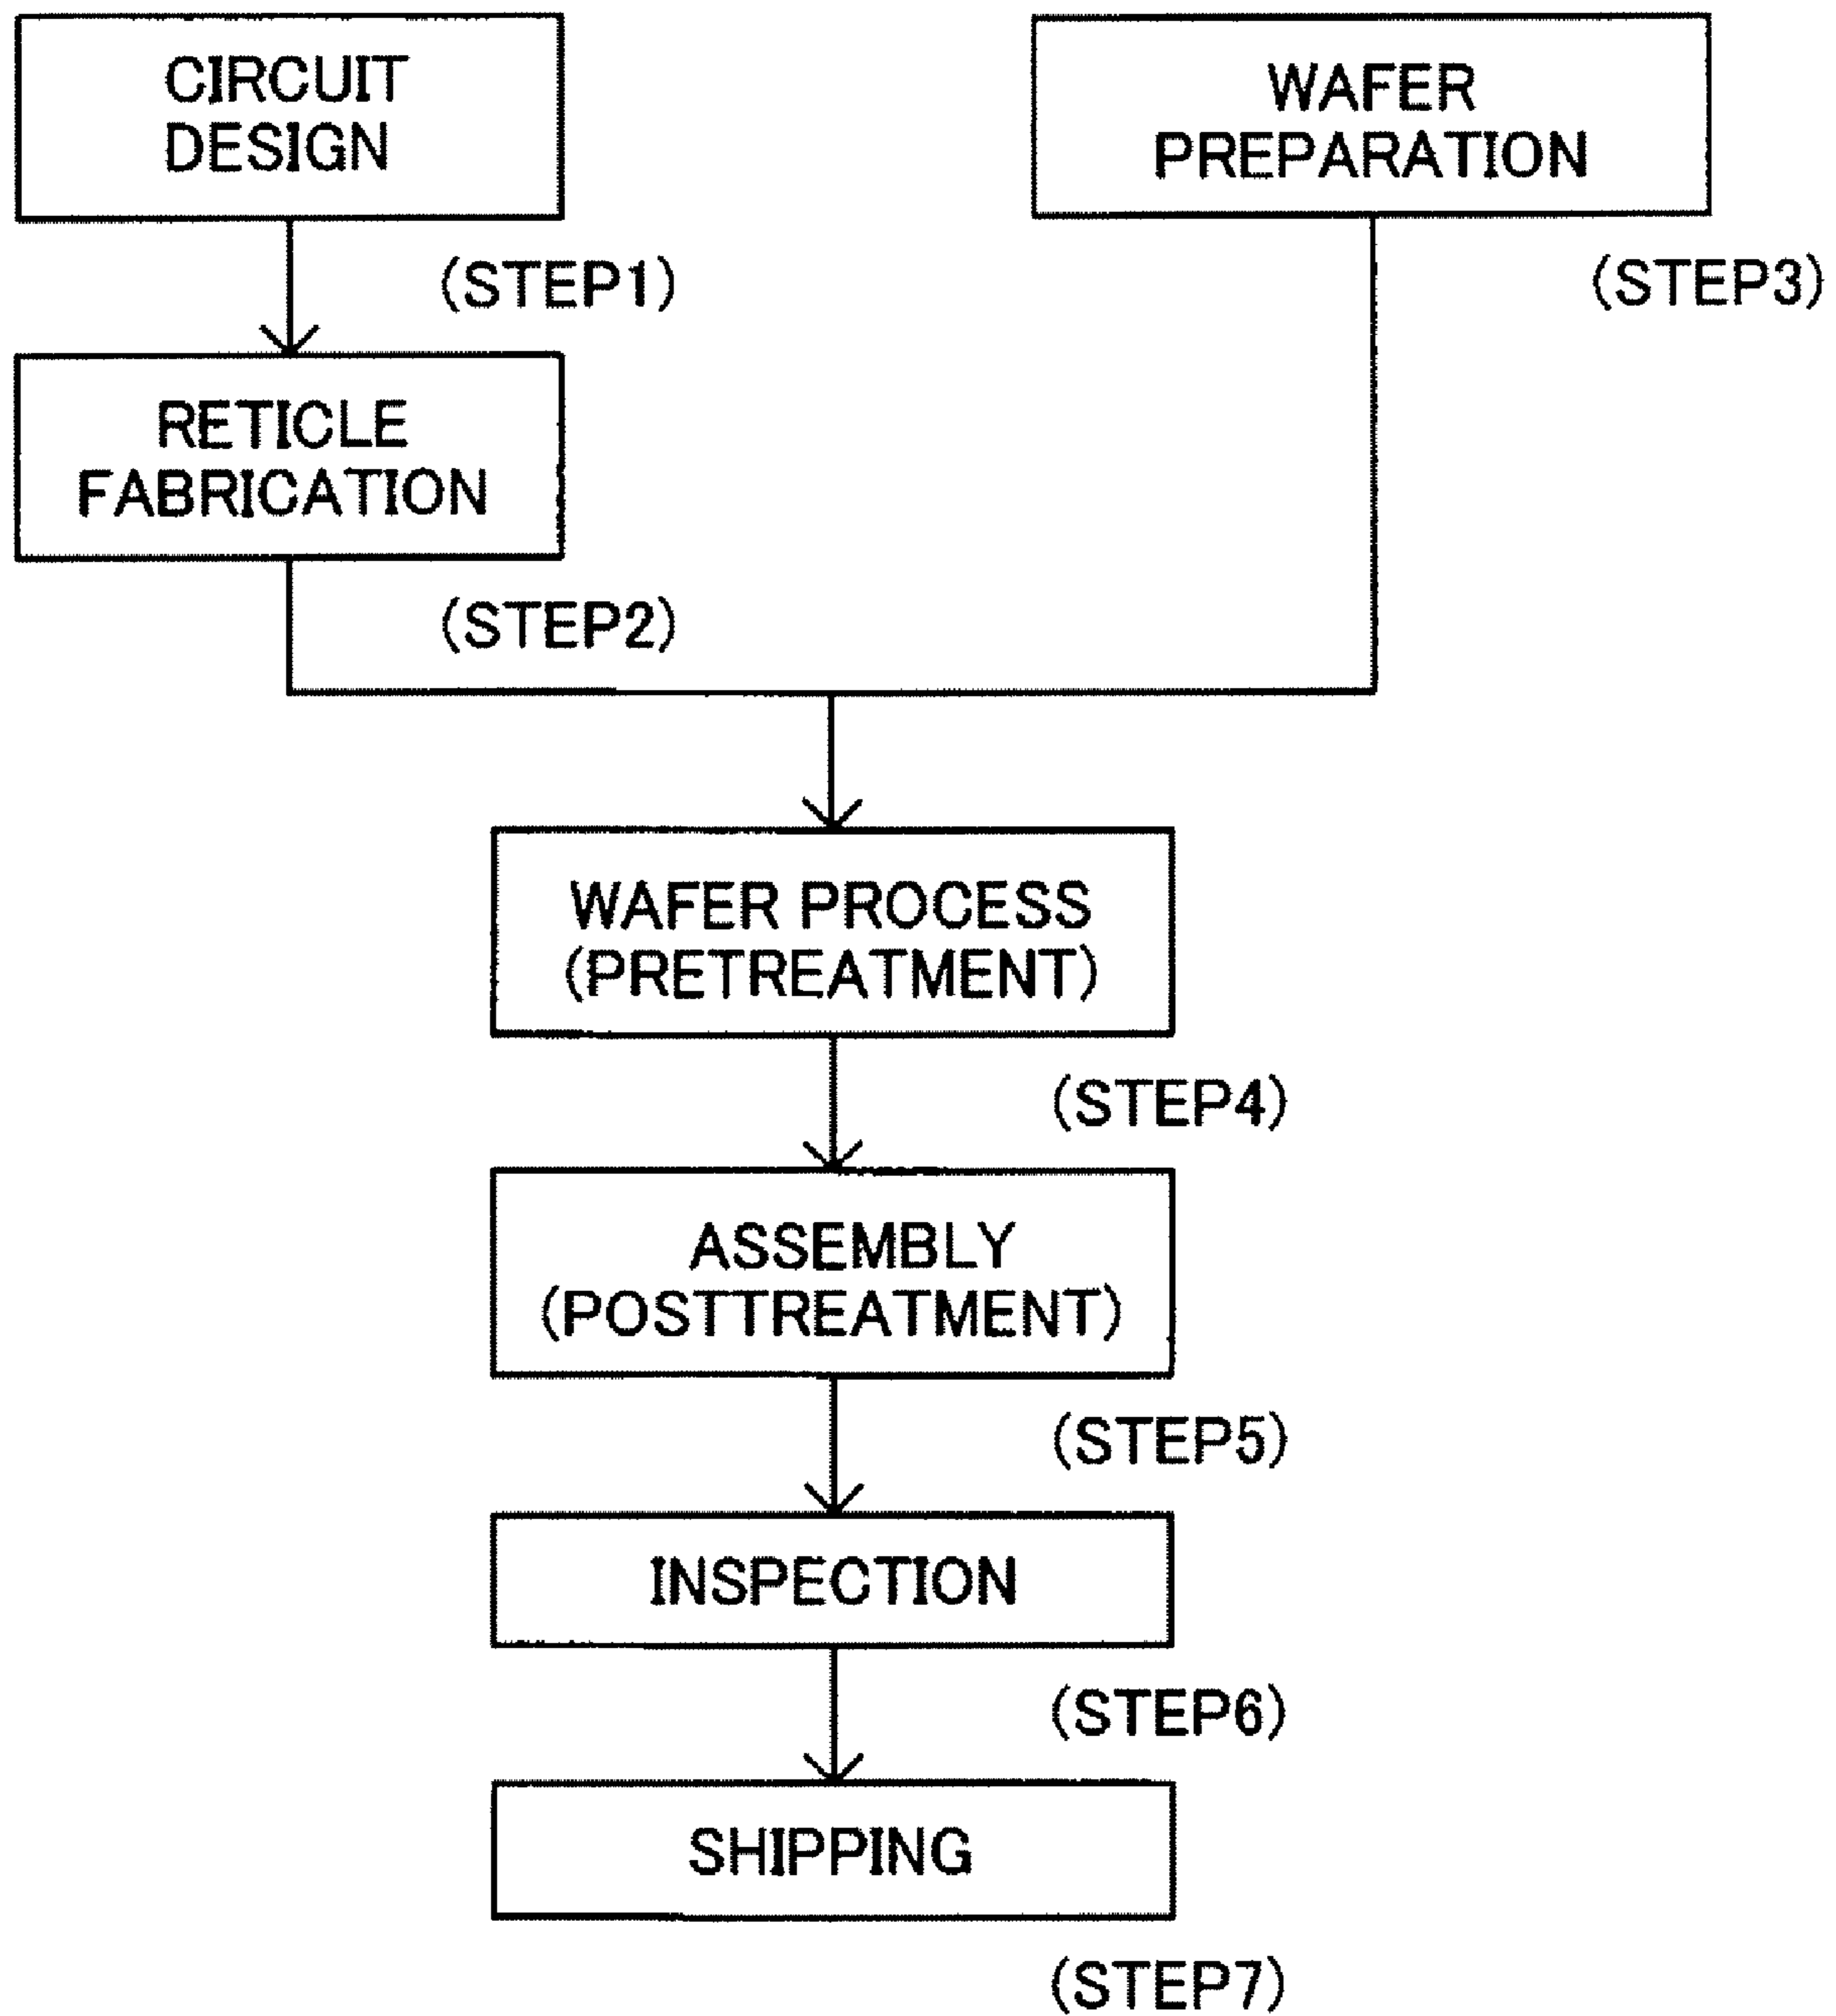 CIRCUIT
DESIGN
(STEP1)
RETICLE
FABRICATION
(STEP2)
WAFER
PREPARATION
(STEP3)
WAFER PROCESS
(PRETREATMENT)
(STEP4)
ASSEMBLY
(POSTTREATMENT)
(STEP5)
INSPECTION
(STEP6)
SHIPPING
(STEP7)